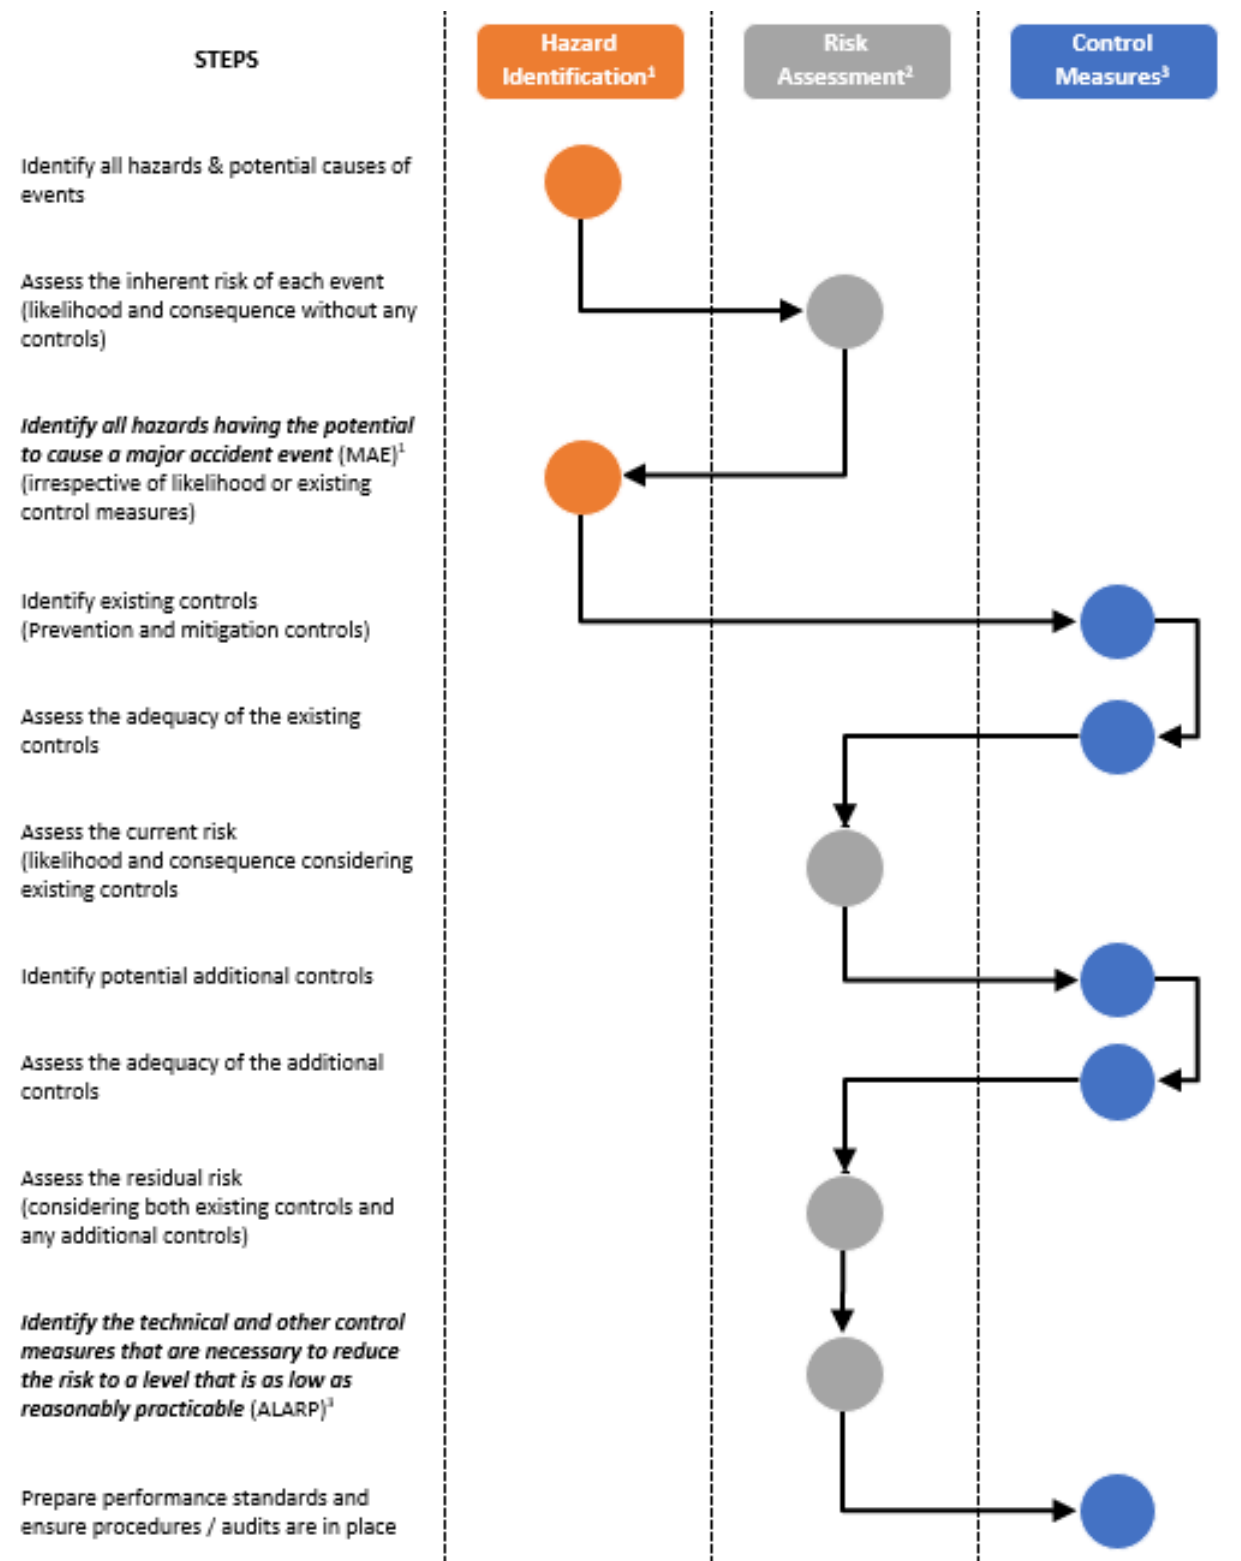 STEPS
Hazard
Identification¹
Risk
Assessment²
Control
Measures³
Identify all hazards & potential causes of
events
Assess the inherent risk of each event
(likelihood and consequence without any
controls)
Identify all hazards having the potential
to cause a major accident event (MAE)¹
(irrespective of likelihood or existing
control measures)
Identify existing controls
(Prevention and mitigation controls)
Assess the adequacy of the existing
controls
Assess the current risk
(likelihood and consequence considering
existing controls
Identify potential additional controls
Assess the adequacy of the additional
controls
Assess the residual risk
(considering both existing controls and
any additional controls)
Identify the technical and other control
measures that are necessary to reduce
the risk to a level that is as low as
reasonably practicable (ALARP)³
Prepare performance standards and
ensure procedures / audits are in place